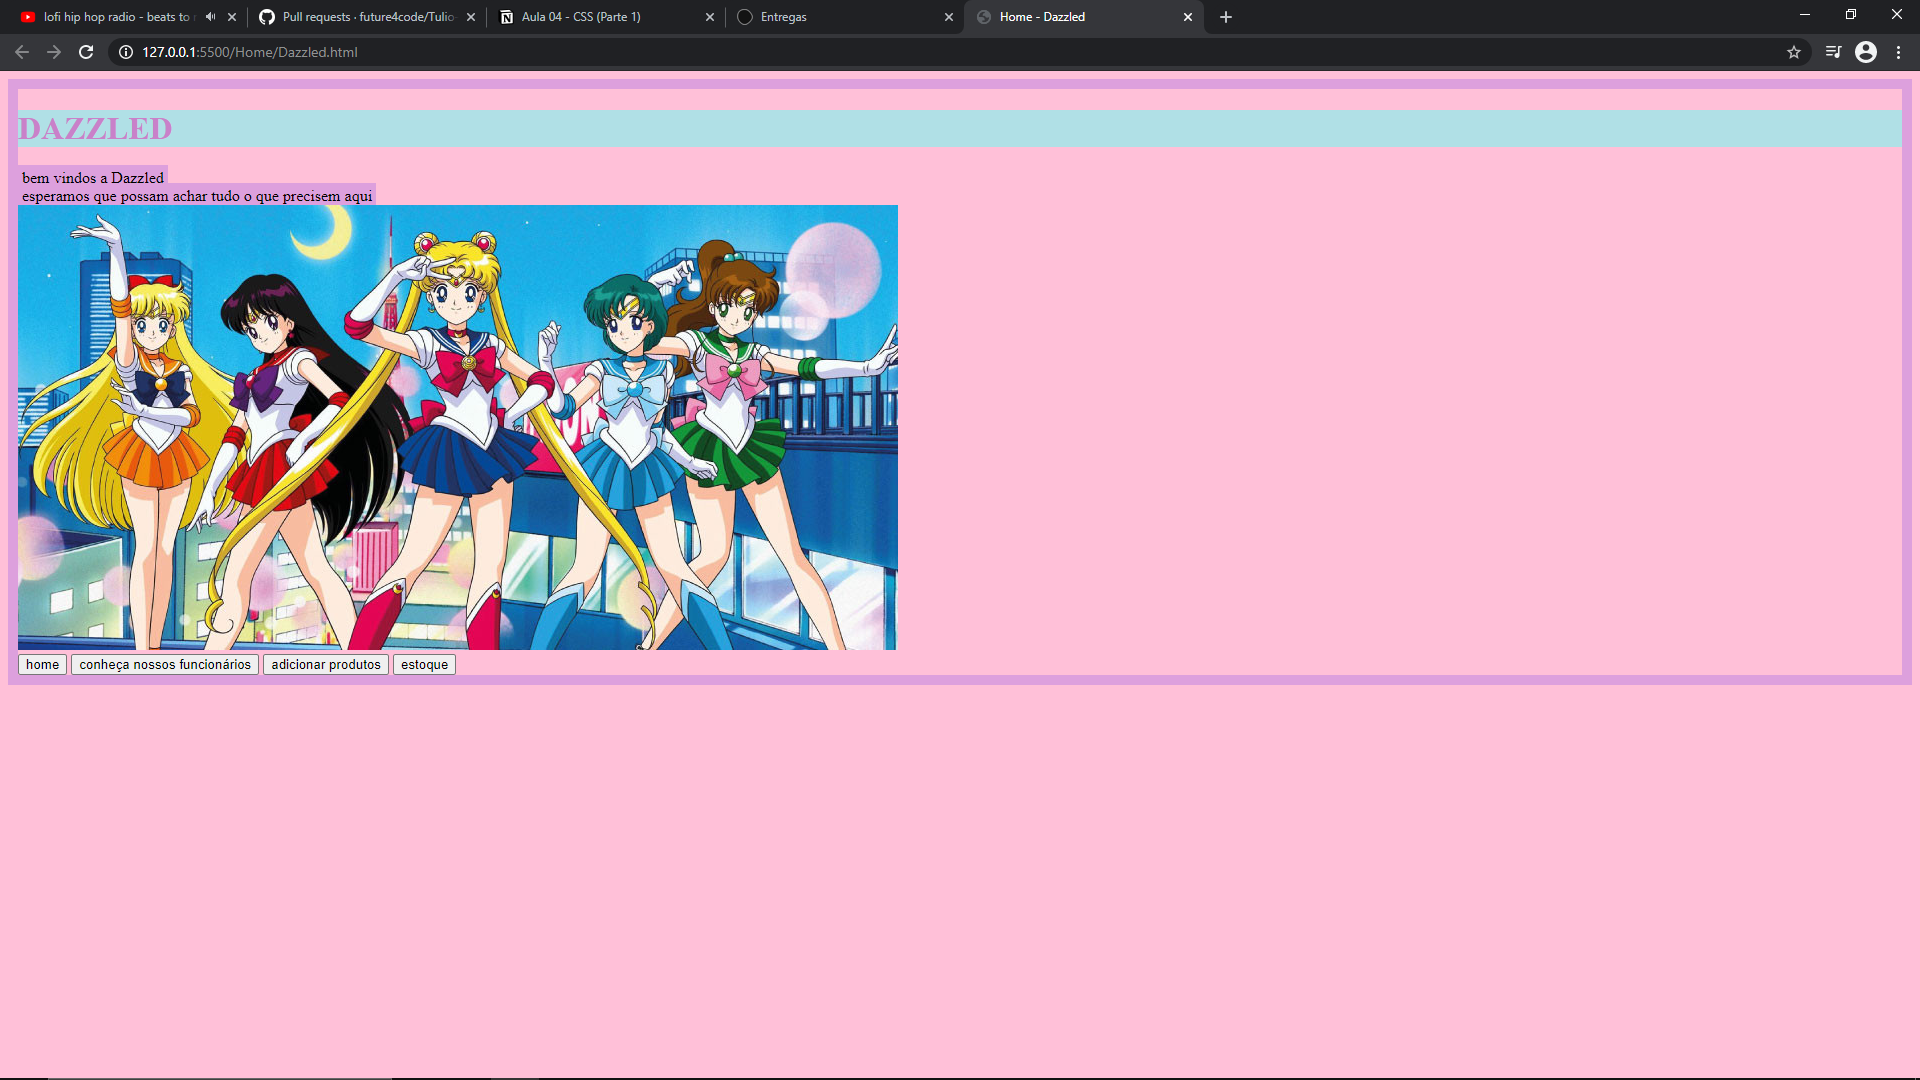 lofi hip hop radio - beats to
Pull requests · future4code/Tulio
Aula 04 - CSS (Parte 1)
Entregas
Home - Dazzled
127.0.0.1:5500/Home/Dazzled.html
DAZZLED
bem vindos a Dazzled
esperamos que possam achar tudo o que precisem aqui
home
conheça nossos funcionários
adicionar produtos
estoque